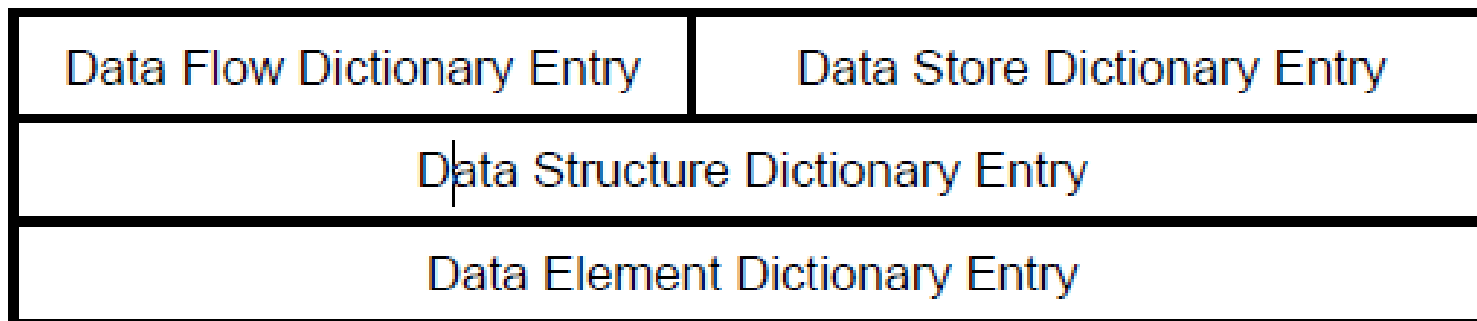 Data Flow Dictionary Entry
Data Store Dictionary Entry
Data Structure Dictionary Entry
Data Element Dictionary Entry